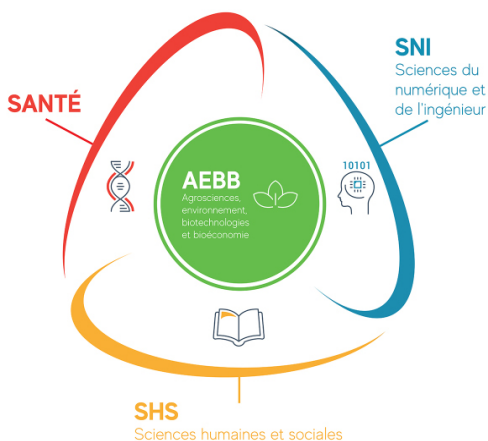 SNI
Sciences du
numérique et
de l'ingénieur
SANTÉ
10101
AEBB
Agrosciences,
environnement,
biotechnologies
et bioéconomie
SHS
Sciences humaines et sociales